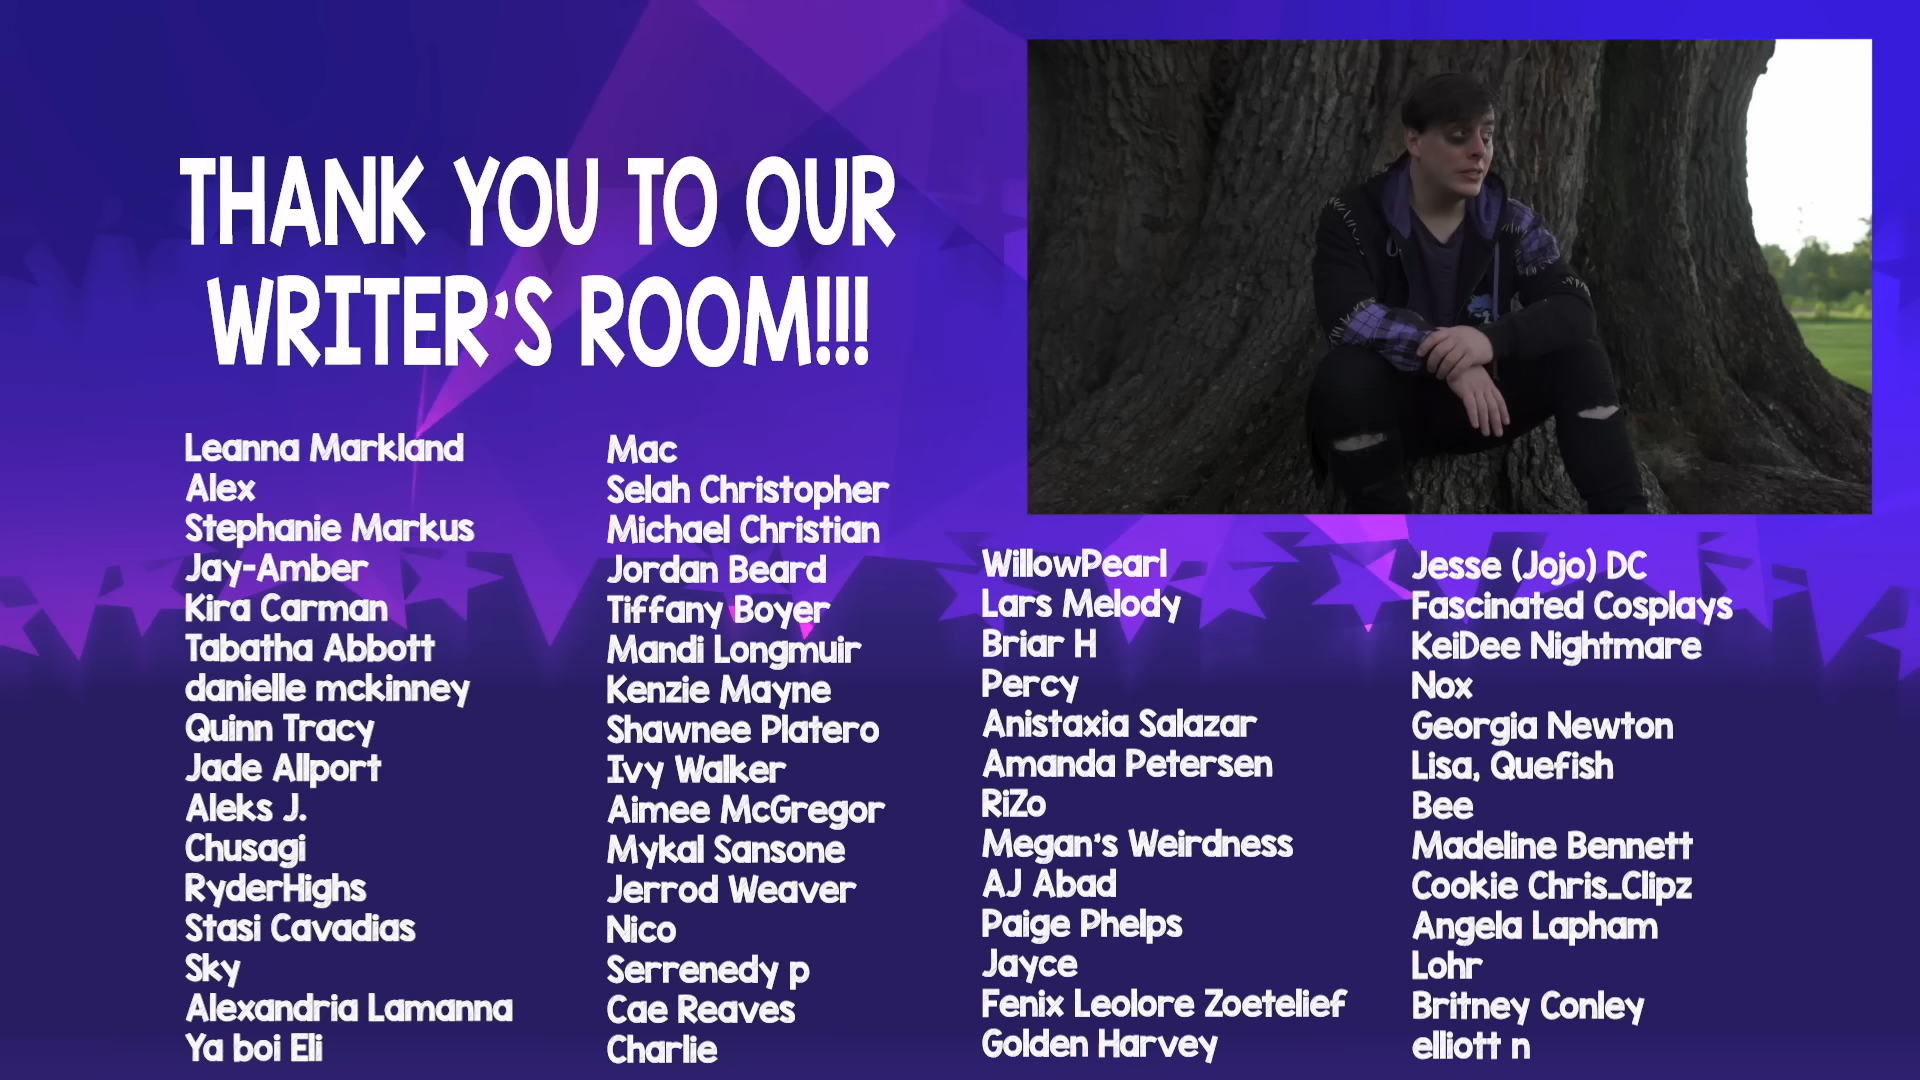 THANK YOU TO OUR
WRITER'S ROOM!!!
Leanna Markland
Alex
Stephanie Markus
Jay-Amber
Kira Carman
Tabatha Abbott
danielle mckinney
Quinn Tracy
Jade Allport
Aleks J.
Chusagi
RyderHighs
Stasi Cavadias
Sky
Alexandria Lamanna
Ya boi Eli
Mac
Selah Christopher
Michael Christian
Jordan Beard
Tiffany Boyer
Mandi Longmuir
Kenzie Mayne
Shawnee Platero
Ivy Walker
Aimee McGregor
Mykal Sansone
Jerrod Weaver
Nico
Serrenedy p
Cae Reaves
Charlie
WillowPearl
Lars Melody
Briar H
Percy
Anistaxia Salazar
Amanda Petersen
RiZo
Megan's Weirdness
AJ Abad
Paige Phelps
Jayce
Fenix Leolore Zoetelief
Golden Harvey
Jesse (Jojo) DC
Fascinated Cosplays
KeiDee Nightmare
Nox
Georgia Newton
Lisa, Quefish
Bee
Madeline Bennett
Cookie Chris_Clipz
Angela Lapham
Lohr
Britney Conley
elliott n